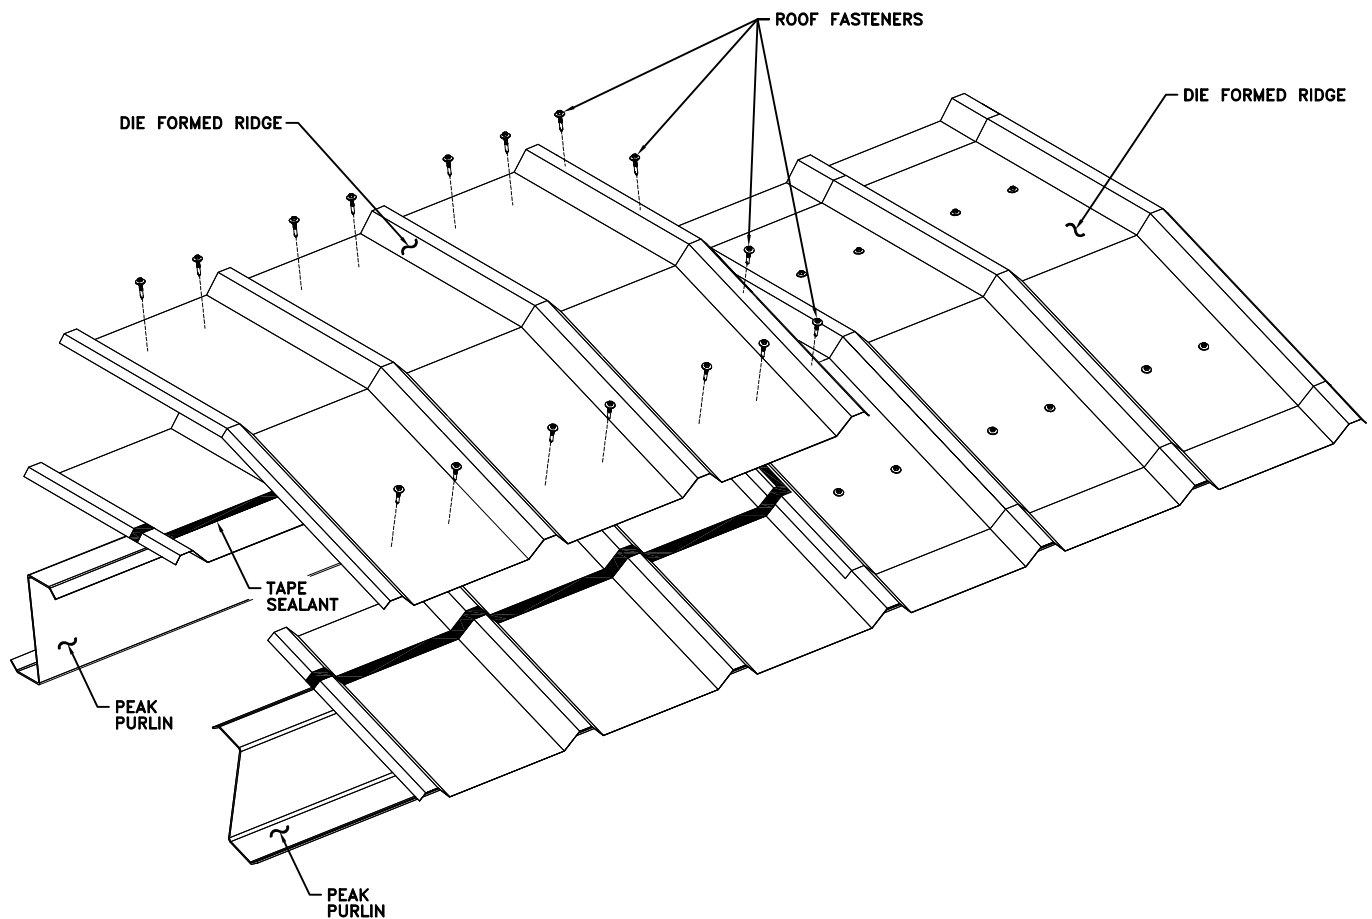 ROOF FASTENERS
DIE FORMED RIDGE
DIE FORMED RIDGE
TAPE
SEALANT
PEAK
PURLIN
PEAK
PURLIN